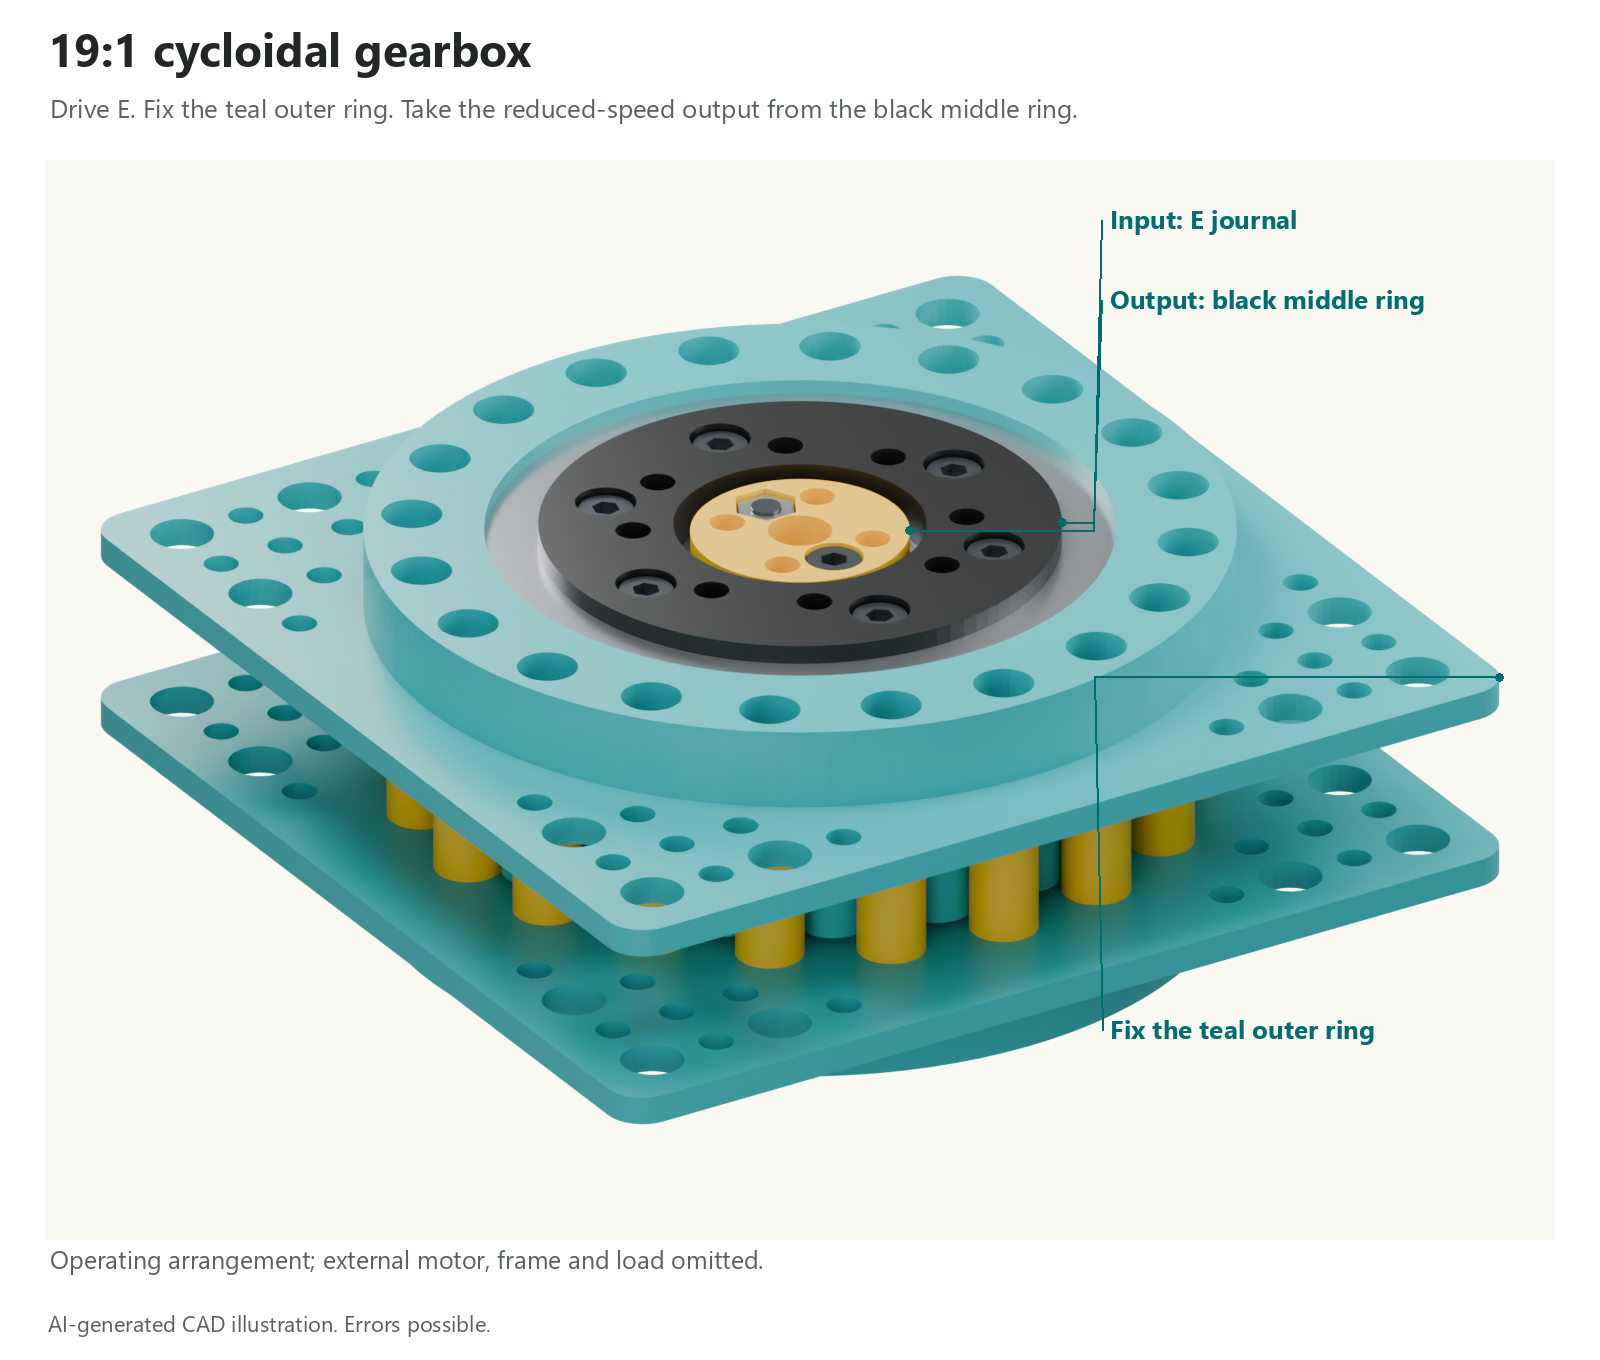 19:1 cycloidal gearbox
Drive E. Fix the teal outer ring. Take the reduced-speed output from the black middle ring.
Input: E journal
Output: black middle ring
Fix the teal outer ring
Operating arrangement; external motor, frame and load omitted.
AI-generated CAD illustration. Errors possible.